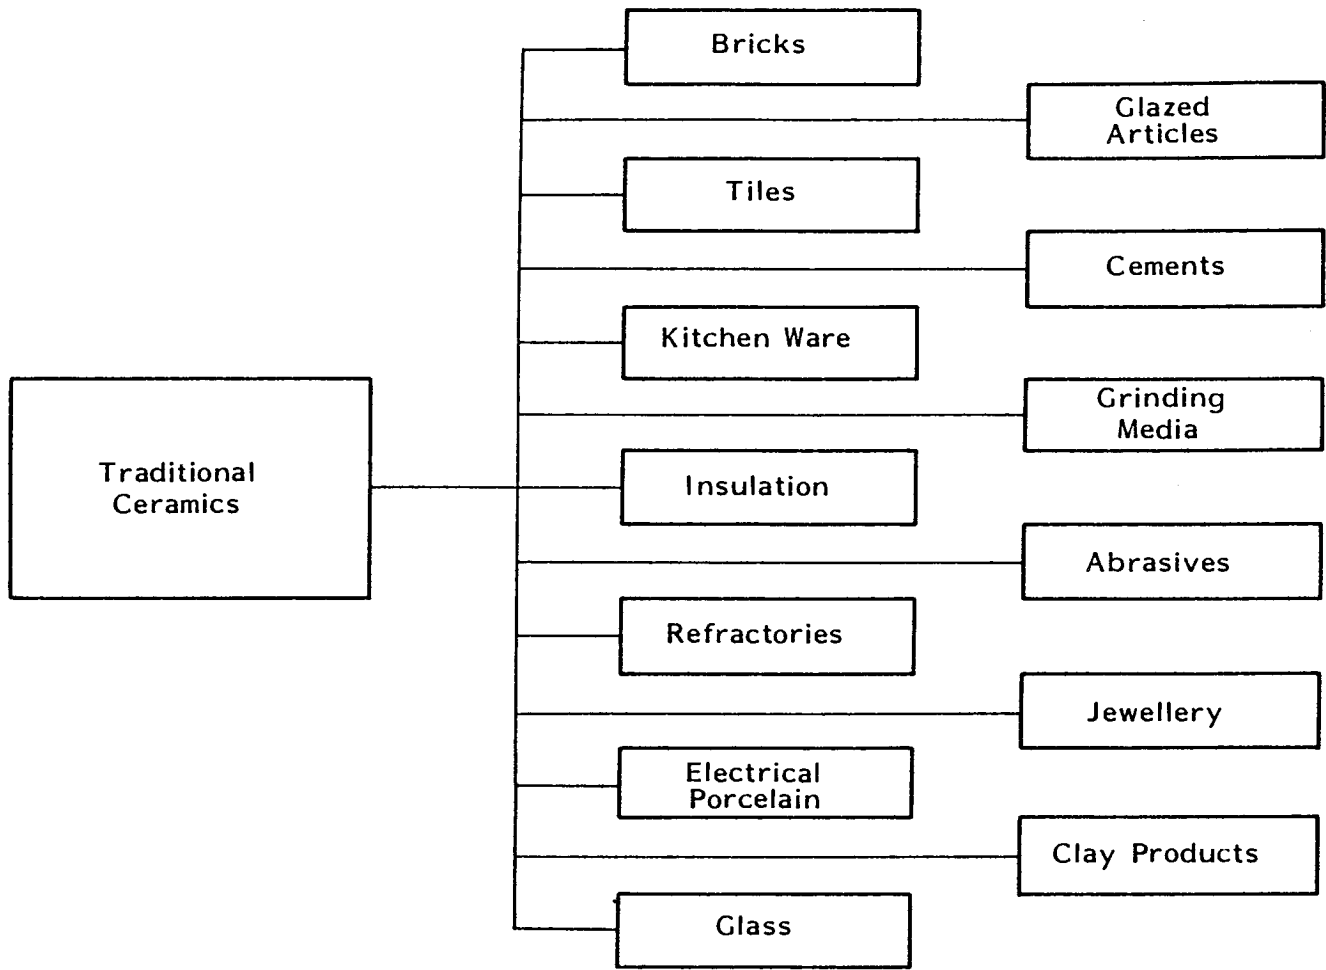 Bricks
Glazed
Articles
Tiles
Cements
Kitchen Ware
Grinding
Media
Traditional
Ceramics
Insulation
Abrasives
Refractories
Jewellery
Electrical
Porcelain
Clay Products
Glass